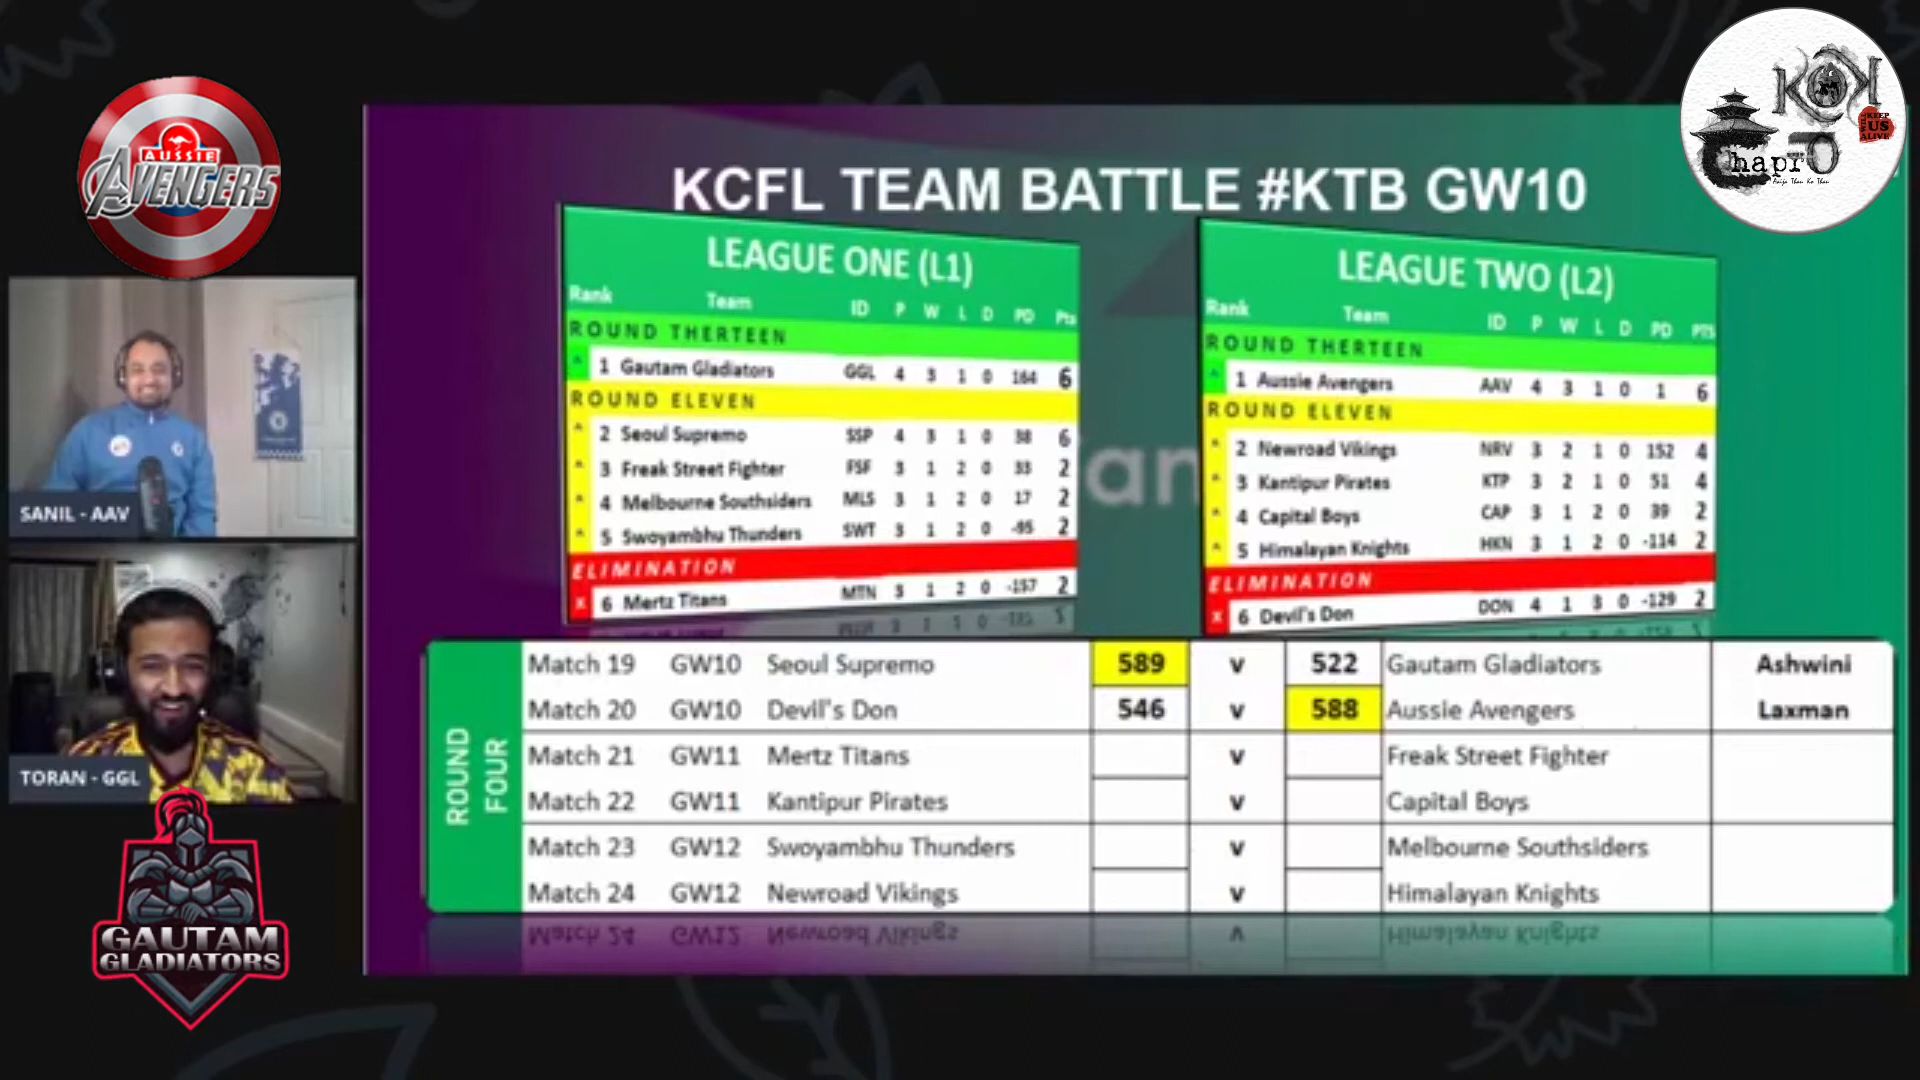 AUSSIE
AVENGERS
SANIL - AAV
TORAN - GGL
GAUTAM
GLADIATORS
KOK
WILL KEEP
US
ALIVE
Chapro
KCFL TEAM BATTLE #KTB GW10
LEAGUE ONE (L1)
Rank Team ID P W L D PD Pts
ROUND THERTEEN
^ 1 Gautam Gladiators GGL 4 3 1 0 164 6
ROUND ELEVEN
^ 2 Seoul Supremo SSP 4 3 1 0 38 6
^ 3 Freak Street Fighter FSF 3 1 2 0 33 2
^ 4 Melbourne Southsiders MLS 3 1 2 0 17 2
^ 5 Swoyambhu Thunders SWT 3 1 2 0 -95 2
ELIMINATION
x 6 Mertz Titans MTN 3 1 2 0 -157 2
LEAGUE TWO (L2)
Rank Team ID P W L D PD PTS
ROUND THERTEEN
^ 1 Aussie Avengers AAV 4 3 1 0 1 6
ROUND ELEVEN
^ 2 Newroad Vikings NRV 3 2 1 0 152 4
^ 3 Kantipur Pirates KTP 3 2 1 0 51 4
^ 4 Capital Boys CAP 3 1 2 0 39 2
^ 5 Himalayan Knights HKN 3 1 2 0 -114 2
ELIMINATION
x 6 Devil's Don DON 4 1 3 0 -129 2
ROUND
FOUR
Match 19 GW10 Seoul Supremo 589 v 522 Gautam Gladiators Ashwini
Match 20 GW10 Devil's Don 546 v 588 Aussie Avengers Laxman
Match 21 GW11 Mertz Titans v Freak Street Fighter
Match 22 GW11 Kantipur Pirates v Capital Boys
Match 23 GW12 Swoyambhu Thunders v Melbourne Southsiders
Match 24 GW12 Newroad Vikings v Himalayan Knights